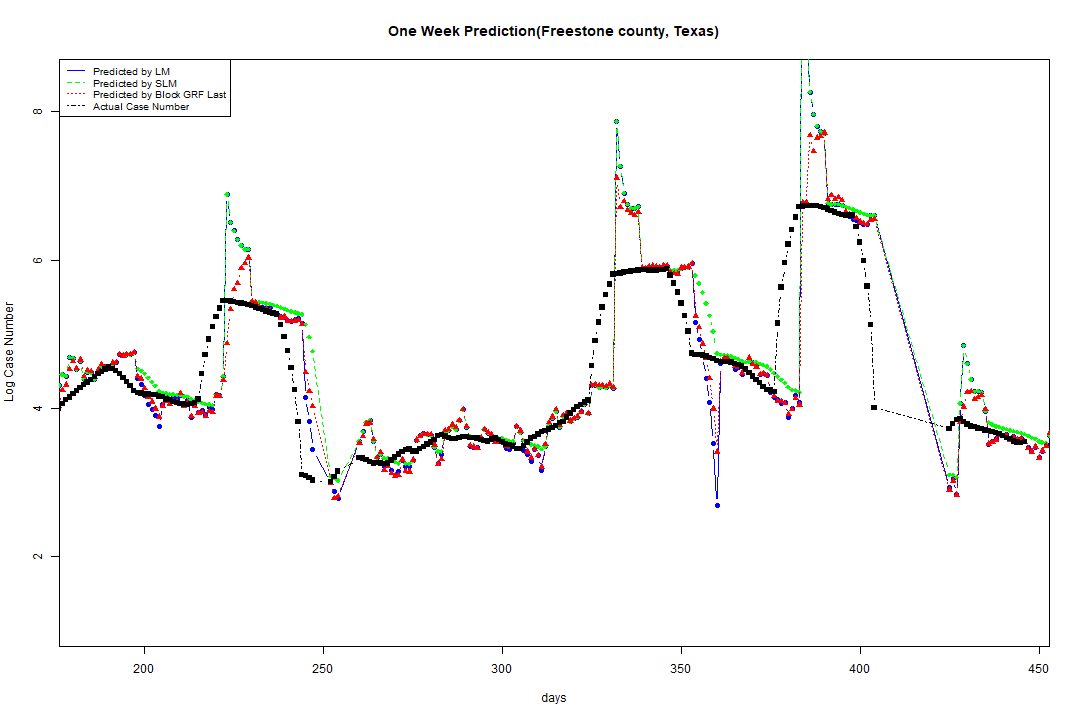 One Week Prediction(Freestone county, Texas)
Predicted by LM
Predicted by SLM
Predicted by Block GRF Last
Actual Case Number
8
6
4
2
Log Case Number
200 250 300 350 400 450
days